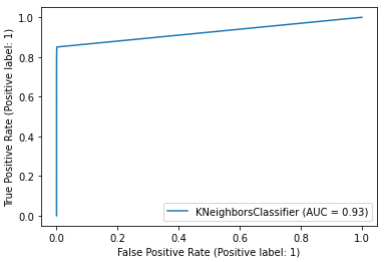 True Positive Rate (Positive label: 1)
1.0
0.8
0.6
0.4
0.2
0.0
KNeighborsClassifier (AUC = 0.93)
0.0 0.2 0.4 0.6 0.8 1.0
False Positive Rate (Positive label: 1)